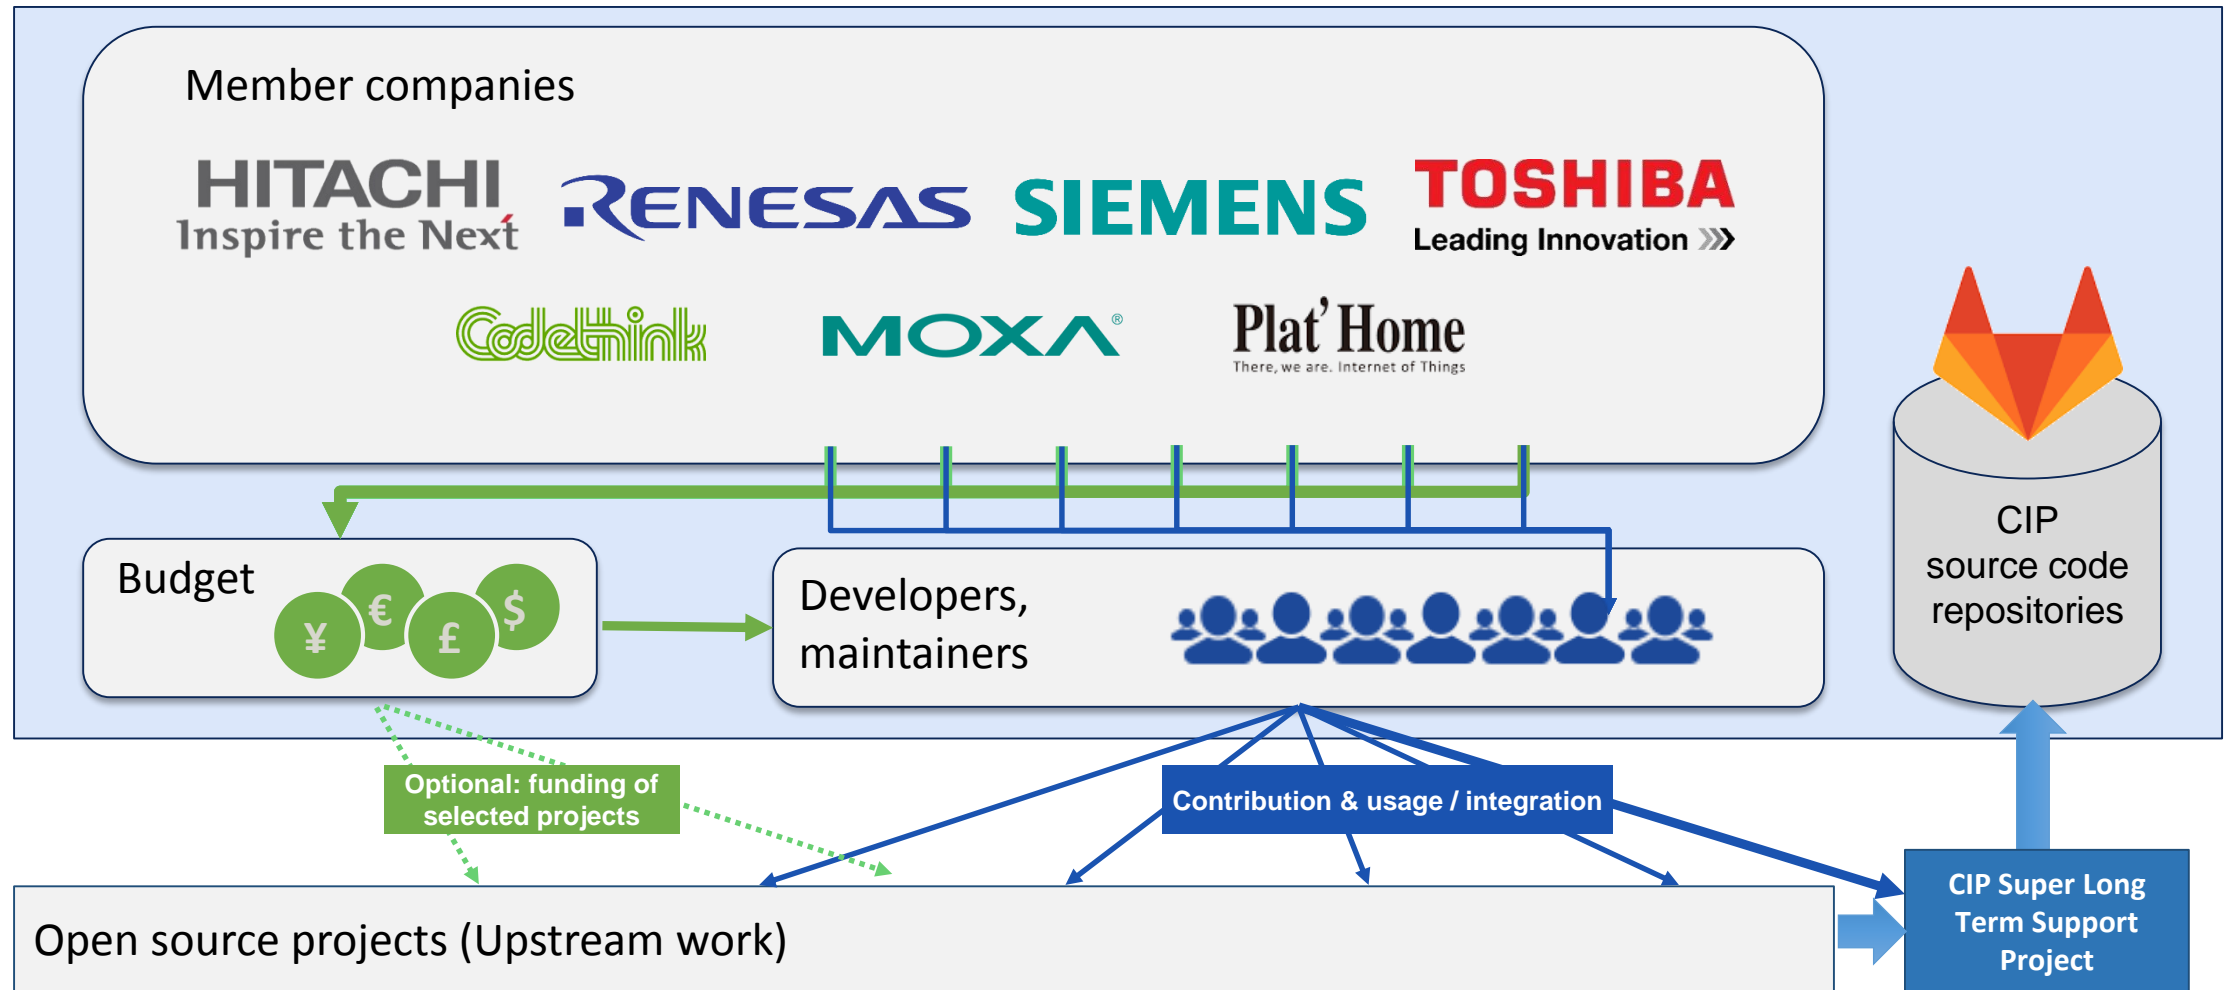 Member companies
HITACHI
Inspire the Next
RENESAS
SIEMENS
TOSHIBA
Leading Innovation
Codethink
MOXA®
Plat'Home
There, we are. Internet of Things
CIP
source code
repositories
Budget
¥ € £ $
Developers,
maintainers
Optional: funding of
selected projects
Contribution & usage / integration
Open source projects (Upstream work)
CIP Super Long
Term Support
Project